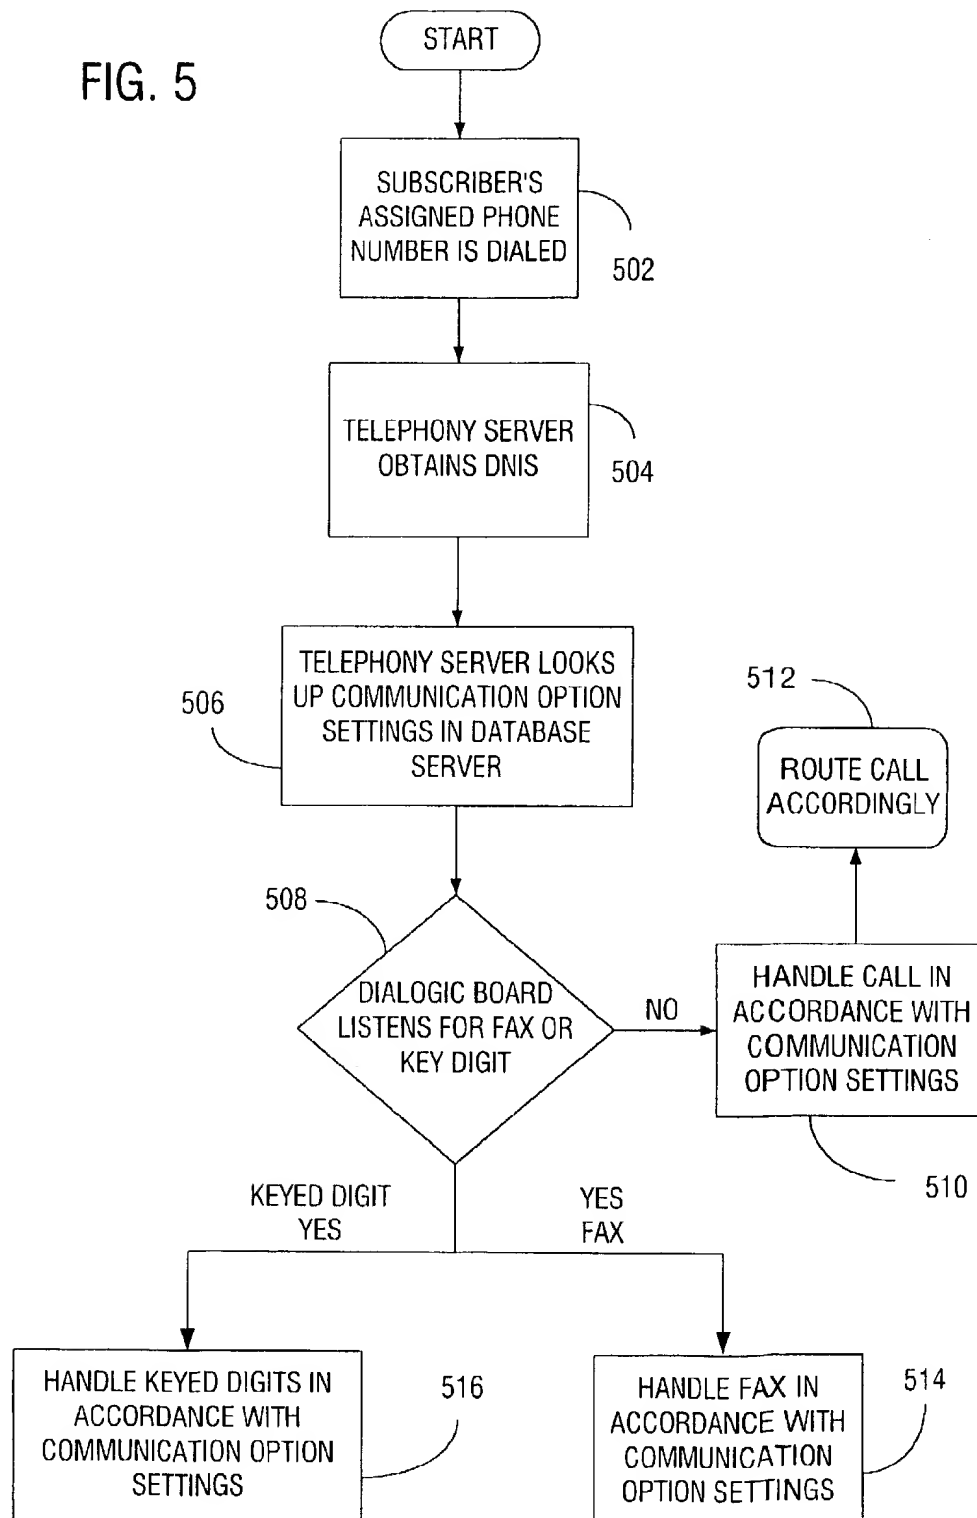 START
FIG. 5
SUBSCRIBER'S
ASSIGNED PHONE
NUMBER IS DIALED
502
TELEPHONY SERVER
OBTAINS DNIS
504
TELEPHONY SERVER LOOKS
UP COMMUNICATION OPTION
SETTINGS IN DATABASE
SERVER
506
512
ROUTE CALL
ACCORDINGLY
508
DIALOGIC BOARD
LISTENS FOR FAX OR
KEY DIGIT
NO
HANDLE CALL IN
ACCORDANCE WITH
COMMUNICATION
OPTION SETTINGS
510
KEYED DIGIT
YES
YES
FAX
HANDLE KEYED DIGITS IN
ACCORDANCE WITH
COMMUNICATION OPTION
SETTINGS
516
HANDLE FAX IN
ACCORDANCE WITH
COMMUNICATION
OPTION SETTINGS
514